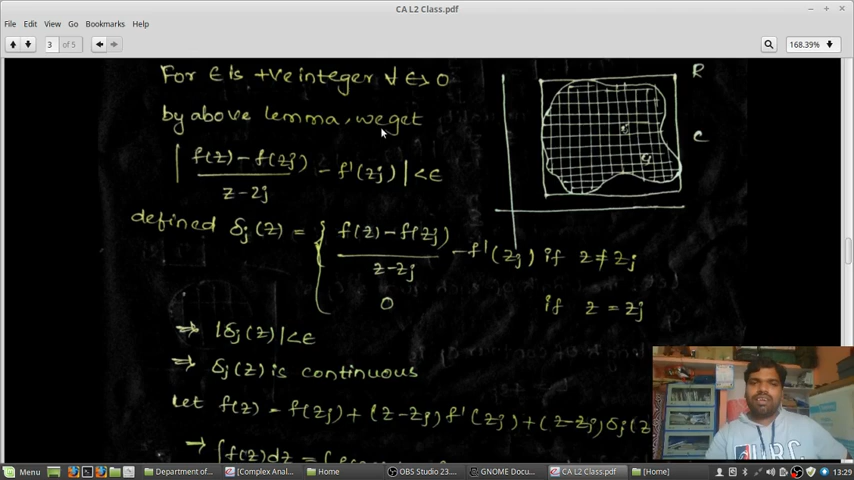 CA L2 Class.pdf
File Edit View Go Bookmarks Help
3 of 5 168.39%
For ϵ is +ve integer ∀ ϵ > 0
by above lemma, we get
| f(z) - f(zj) / z - zj - f'(zj) | < ϵ
R
C
defined δj(z) = { f(z) - f(zj) / z - zj - f'(zj) if z ≠ zj
0 if z = zj
⇒ |δj(z)| < ϵ
⇒ δj(z) is continuous
Let f(z) = f(zj) + (z - zj) f'(zj) + (z - zj) δj(z
→ ∫f(z)dz =
Menu Department of... [Complex Analy... Home OBS Studio 23.... GNOME Docu... CA L2 Class.pdf [Home] 13:29